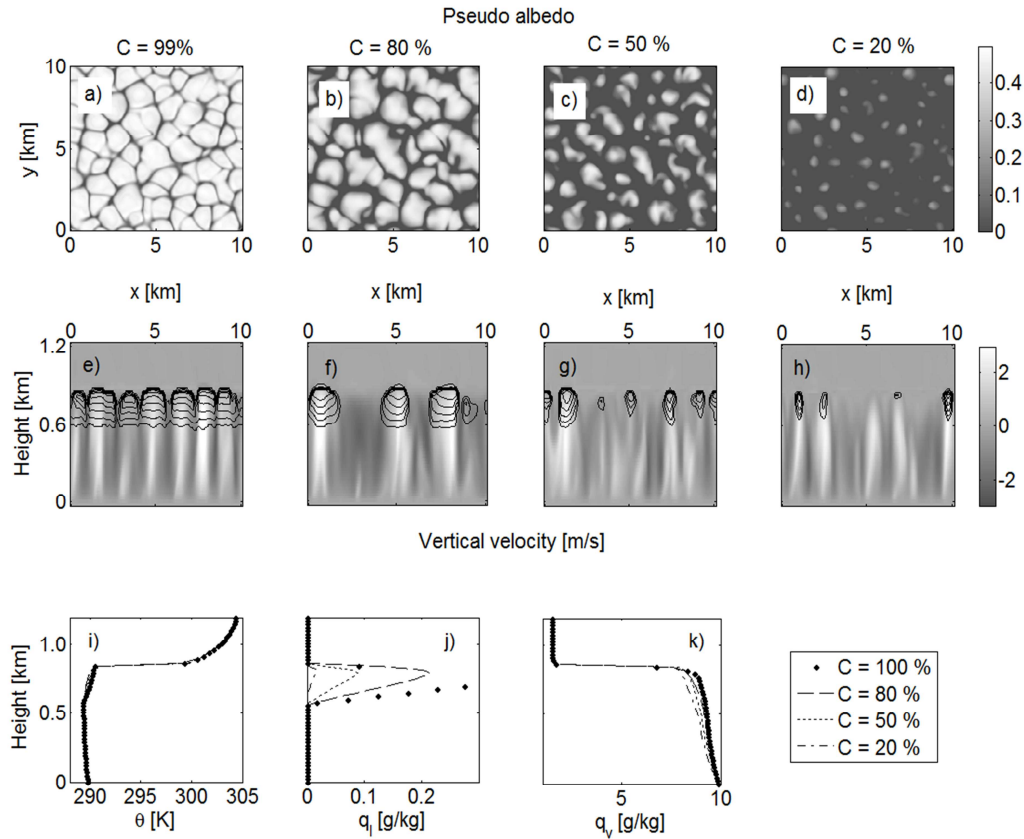 Pseudo albedo
C = 99%
C = 80 %
C = 50 %
C = 20 %
a)
b)
c)
d)
y [km]
10
5
0
0 5 10
0 5 10
0 5 10
0 5 10
0.4
0.3
0.2
0.1
0
x [km]
x [km]
x [km]
x [km]
0 5 10
0 5 10
0 5 10
0 5 10
e)
f)
g)
h)
Height [km]
1.2
0.6
0
2
0
-2
Vertical velocity [m/s]
i)
j)
k)
Height [km]
1.0
0.5
0
290 295 300 305
θ [K]
0 0.1 0.2
q_l [g/kg]
5 10
q_v [g/kg]
C = 100 %
C = 80 %
C = 50 %
C = 20 %